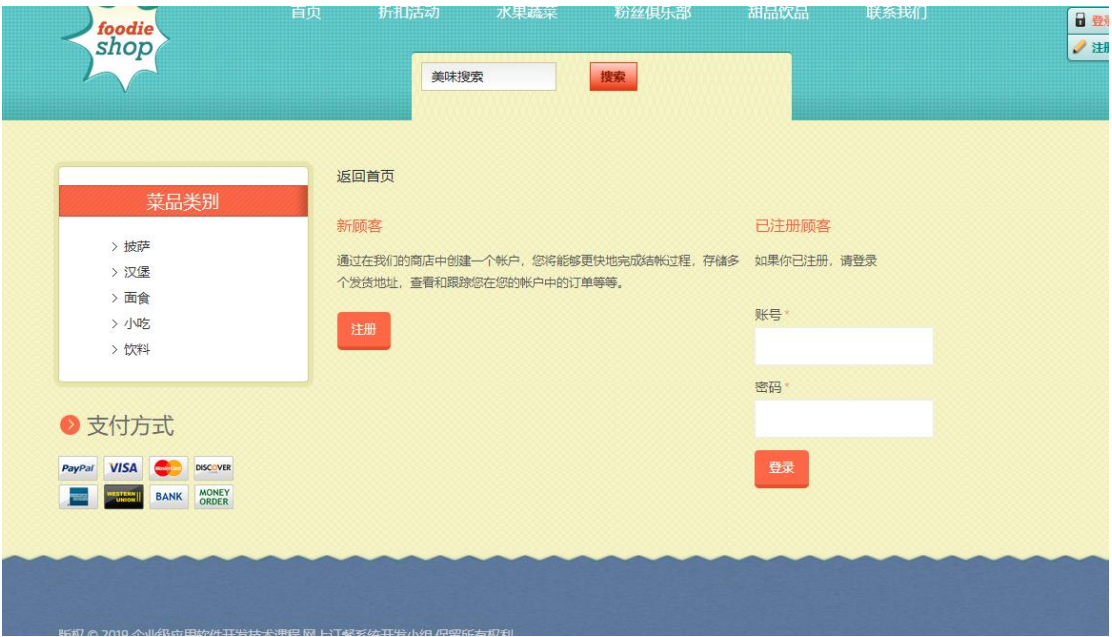 首页 折扣活动 水果蔬菜 粉丝俱乐部 甜品饮品 联系我们
foodie
shop
登录
注册
美味搜索 搜索
返回首页
菜品类别
披萨
汉堡
面食
小吃
饮料
新顾客
通过在我们的商店中创建一个帐户，您将能够更快地完成结帐过程，存储多
个发货地址，查看和跟踪您在您的帐户中的订单等等。
注册
已注册顾客
如果你已注册，请登录
账号 *
密码 *
登录
支付方式
PayPal VISA MasterCard DISCOVER
WESTERN UNION BANK MONEY ORDER
版权 © 2019 企业级应用软件开发技术课程 网上订餐系统开发小组 保留所有权利